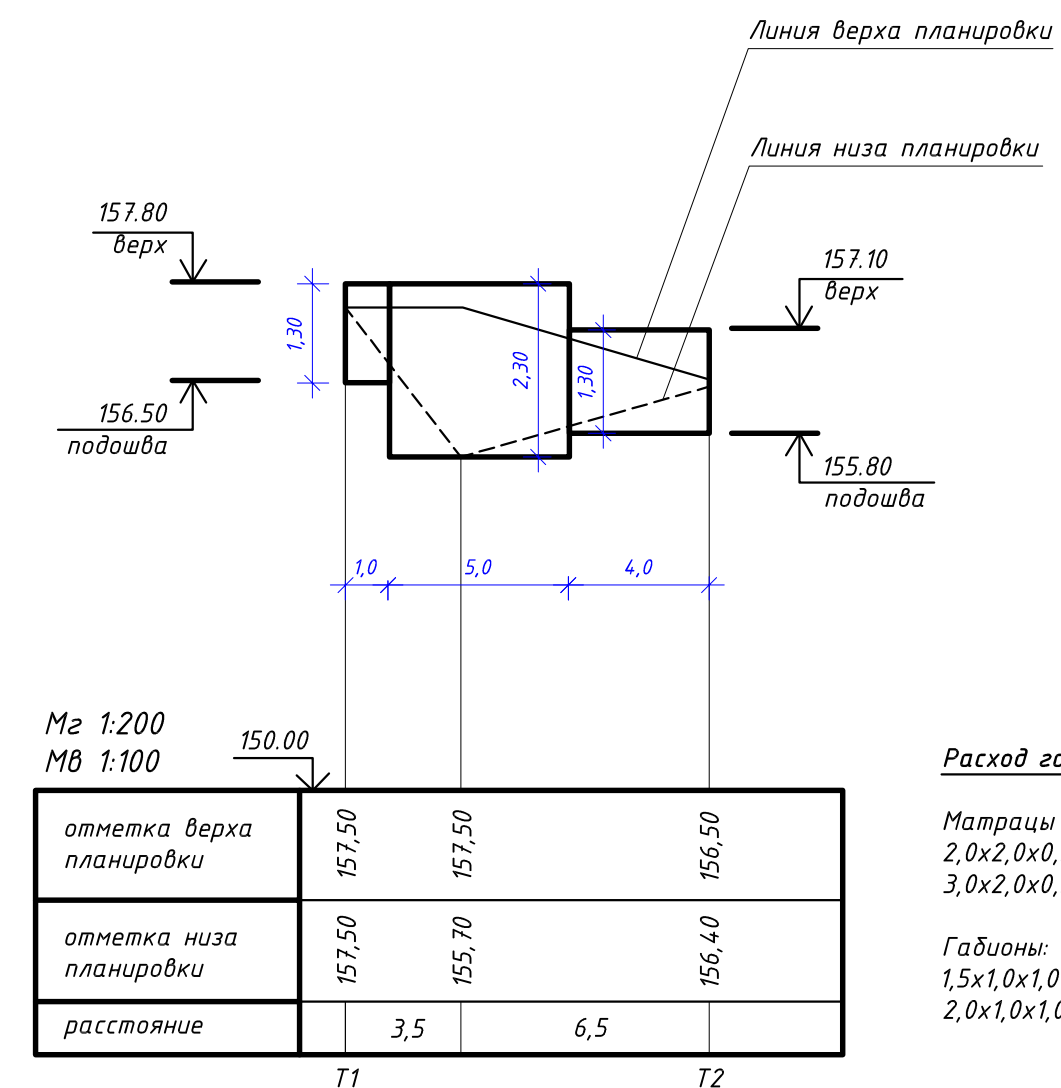 Линия верха планировки
Линия низа планировки
157.80
верх
157.10
верх
1,30
2,30
1,30
156.50
подошва
155.80
подошва
1,0
5,0
4,0
Мг 1:200
Мв 1:100
150.00
отметка верха
планировки
157,50
157,50
156,50
отметка низа
планировки
157,50
155,70
156,40
расстояние
3,5
6,5
Т1
Т2
Расход
Матрацы
2,0х2,0х0,
3,0х2,0х0,
Габионы:
1,5х1,0х1,0
2,0х1,0х1,0